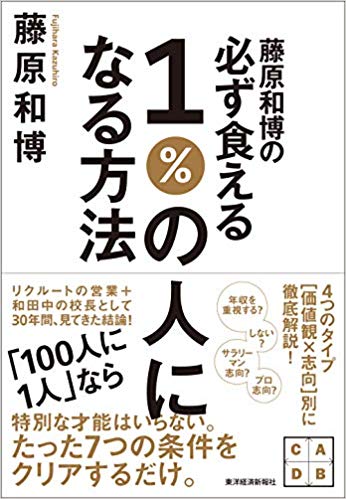 藤原和博の
必ず食える
1%の人に
なる方法
Fujihara Kazuhiro
藤原和博
4つのタイプ
[価値観×志向]別に
徹底解説!
年収を
重視する?
しない?
サラリー
マン
志向?
プロ
志向?
リクルートの営業+
和田中の校長として
30年間、見てきた結論!
「100人に
1人」なら
特別な才能はいらない。
たった7つの条件を
クリアするだけ。
C A
D B
東洋経済新報社